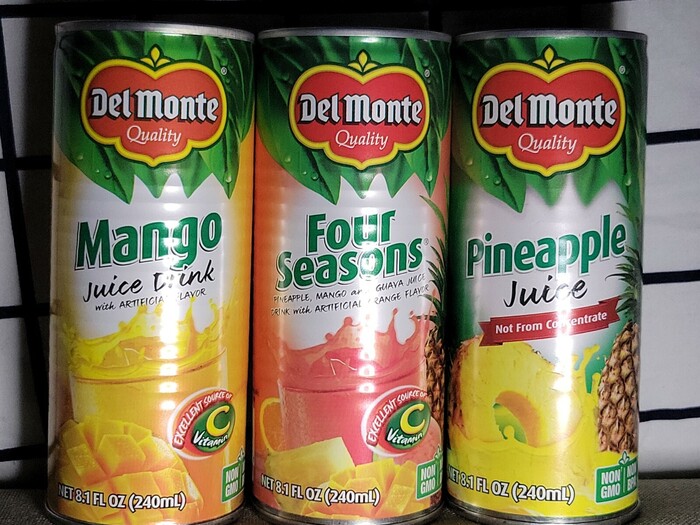 Del Monte
Quality
Mango
Juice Drink
with ARTIFICIAL FLAVOR
EXCELLENT SOURCE OF
C
Vitamin
NON
GMO
NET 8.1 FL OZ (240mL)
Del Monte
Quality
Four
Seasons
PINEAPPLE, MANGO and GUAVA JUICE
DRINK with ARTIFICIAL ORANGE FLAVOR
EXCELLENT SOURCE OF
C
Vitamin
NON
GMO
NET 8.1 FL OZ (240mL)
Del Monte
Quality
Pineapple
Juice
Not From Concentrate
NON
GMO
NON
BPA
NET 8.1 FL OZ (240mL)